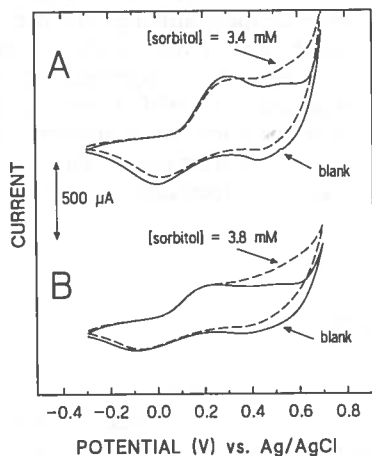 A
[sorbitol] = 3.4 mM
blank
CURRENT
500 μA
[sorbitol] = 3.8 mM
B
blank
−0.4 −0.2 0.0 0.2 0.4 0.6 0.8
POTENTIAL (V) vs. Ag/AgCl